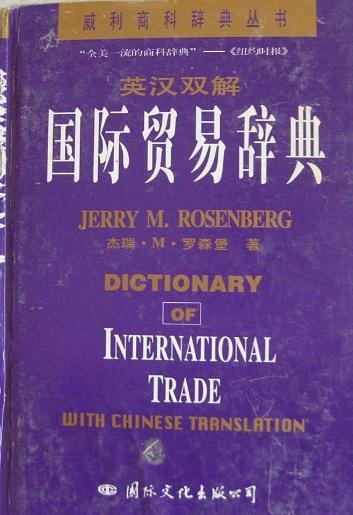 威利商科辞典丛书
“全美一流的商科辞典”——《纽约时报》
英汉双解
国际贸易辞典
JERRY M. ROSENBERG
杰瑞·M·罗森堡 著
DICTIONARY
OF
INTERNATIONAL
TRADE
WITH CHINESE TRANSLATION
国际文化出版公司